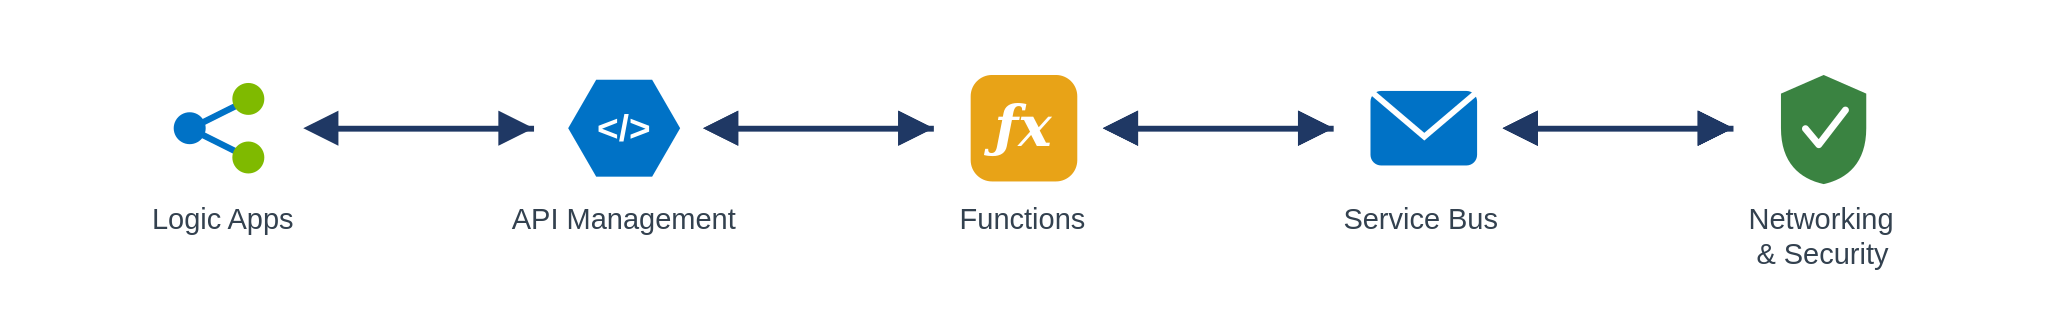 </>
fx
Logic Apps
API Management
Functions
Service Bus
Networking
& Security